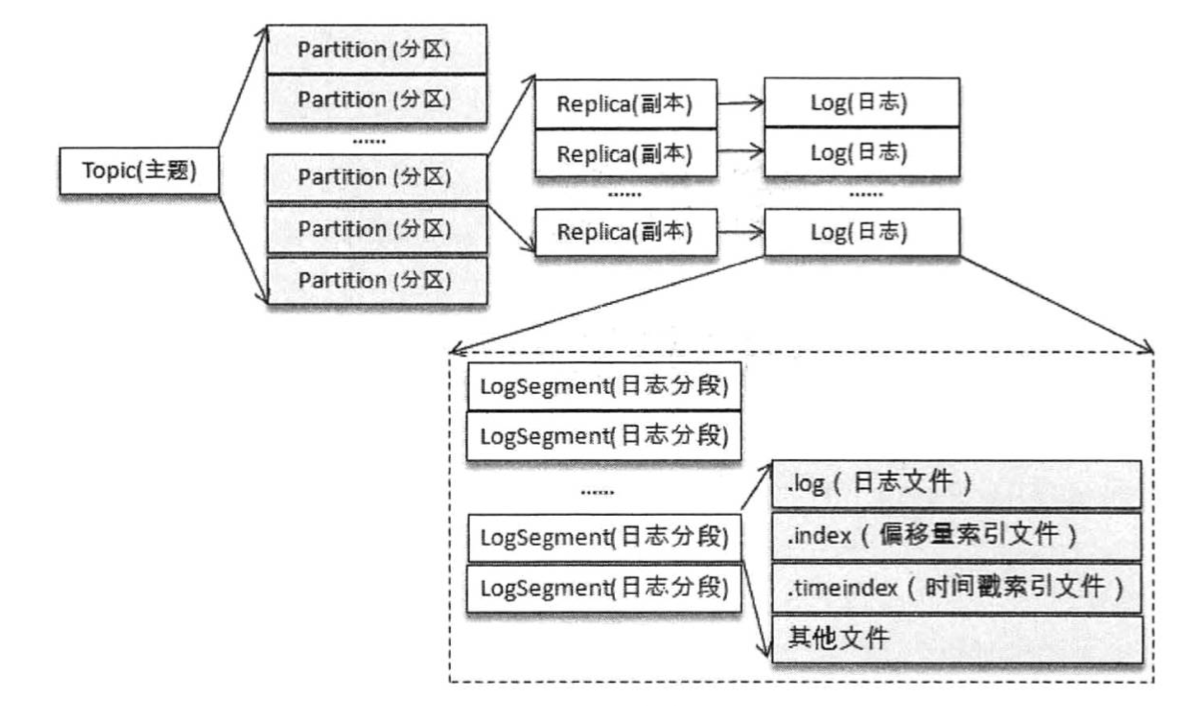 Topic(主题)
Partition (分区)
Partition (分区)
......
Partition (分区)
Partition (分区)
Partition (分区)
Replica(副本)
Replica(副本)
......
Replica(副本)
Log(日志)
Log(日志)
......
Log(日志)
LogSegment(日志分段)
LogSegment(日志分段)
......
LogSegment(日志分段)
LogSegment(日志分段)
.log（日志文件）
.index（偏移量索引文件）
.timeindex（时间戳索引文件）
其他文件